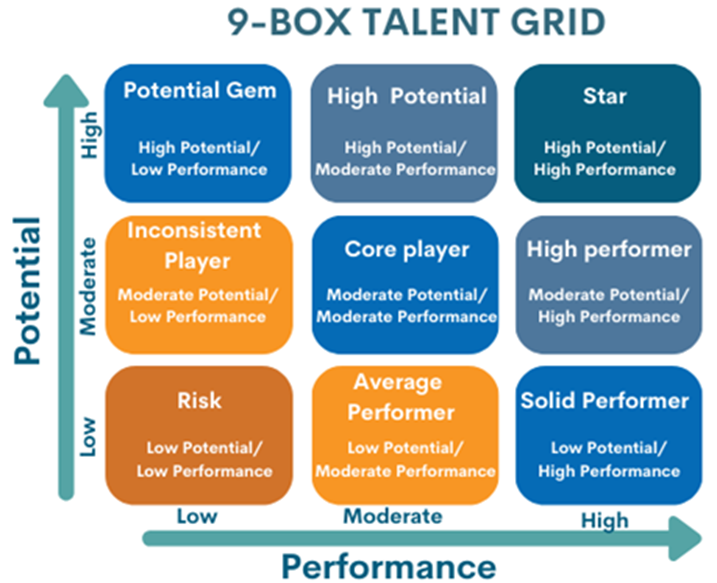 9-BOX TALENT GRID
Potential Gem
High Potential/
Low Performance
High Potential
High Potential/
Moderate Performance
Star
High Potential/
High Performance
Inconsistent
Player
Moderate Potential/
Low Performance
Core player
Moderate Potential/
Moderate Performance
High performer
Moderate Potential/
High Performance
Risk
Low Potential/
Low Performance
Average
Performer
Low Potential/
Moderate Performance
Solid Performer
Low Potential/
High Performance
Potential
High
Moderate
Low
Low
Moderate
High
Performance